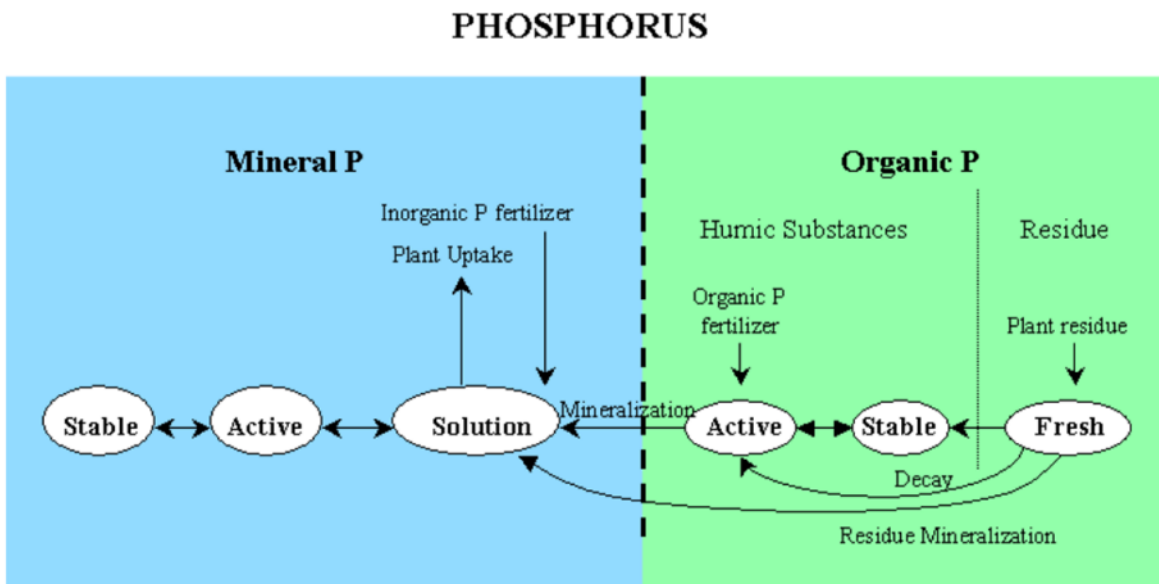 PHOSPHORUS
Mineral P
Organic P
Inorganic P fertilizer
Plant Uptake
Humic Substances
Residue
Organic P
fertilizer
Plant residue
Stable
Active
Solution
Mineralization
Active
Stable
Fresh
Decay
Residue Mineralization